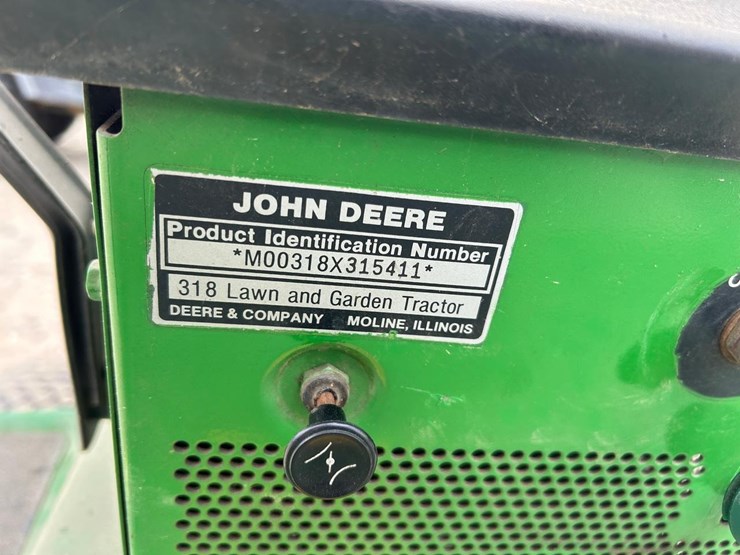 JOHN DEERE
Product Identification Number
*M00318X315411*
318 Lawn and Garden Tractor
DEERE & COMPANY MOLINE, ILLINOIS